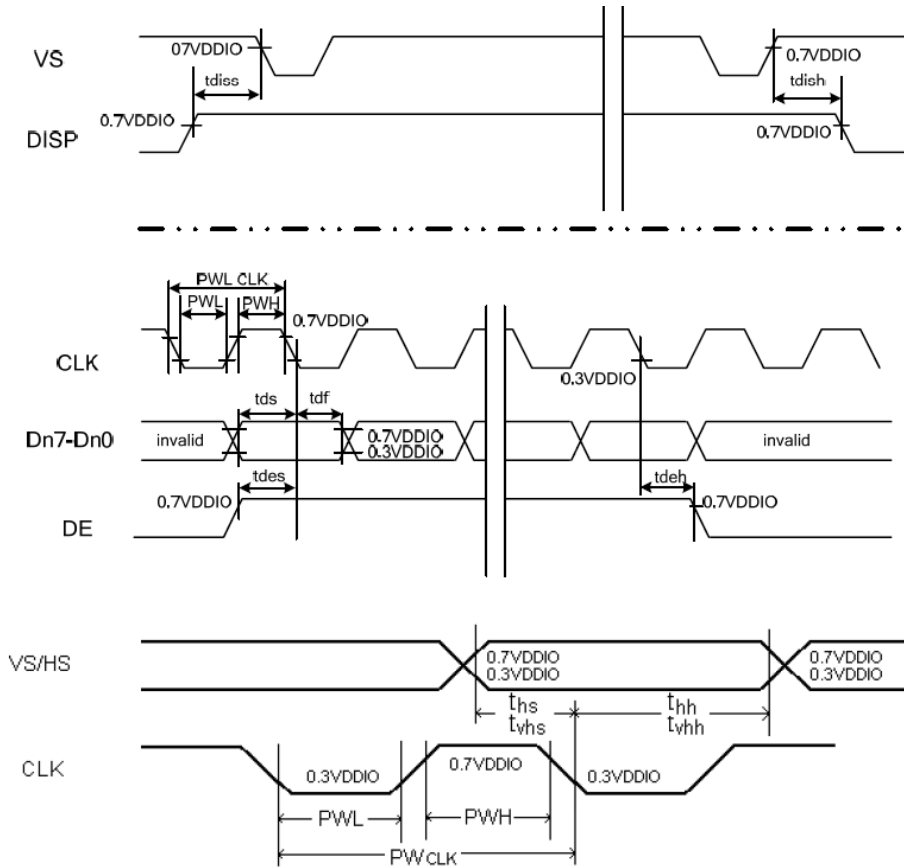 VS
07VDDIO
0.7VDDIO
tdiss
tdish
0.7VDDIO
0.7VDDIO
DISP
PWL CLK
PWL
PWH
0.7VDDIO
CLK
0.3VDDIO
tds
tdf
Dn7-Dn0
invalid
0.7VDDIO
0.3VDDIO
invalid
tdes
tdeh
0.7VDDIO
0.7VDDIO
DE
VS/HS
0.7VDDIO
0.3VDDIO
0.7VDDIO
0.3VDDIO
ths
tvhs
thh
tvhh
CLK
0.3VDDIO
0.7VDDIO
0.3VDDIO
PWL
PWH
PWCLK